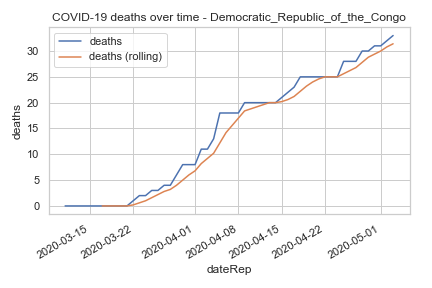 COVID-19 deaths over time - Democratic_Republic_of_the_Congo
deaths
deaths (rolling)
deaths
30
25
20
15
10
5
0
2020-03-15
2020-03-22
2020-04-01
2020-04-08
2020-04-15
2020-04-22
2020-05-01
dateRep